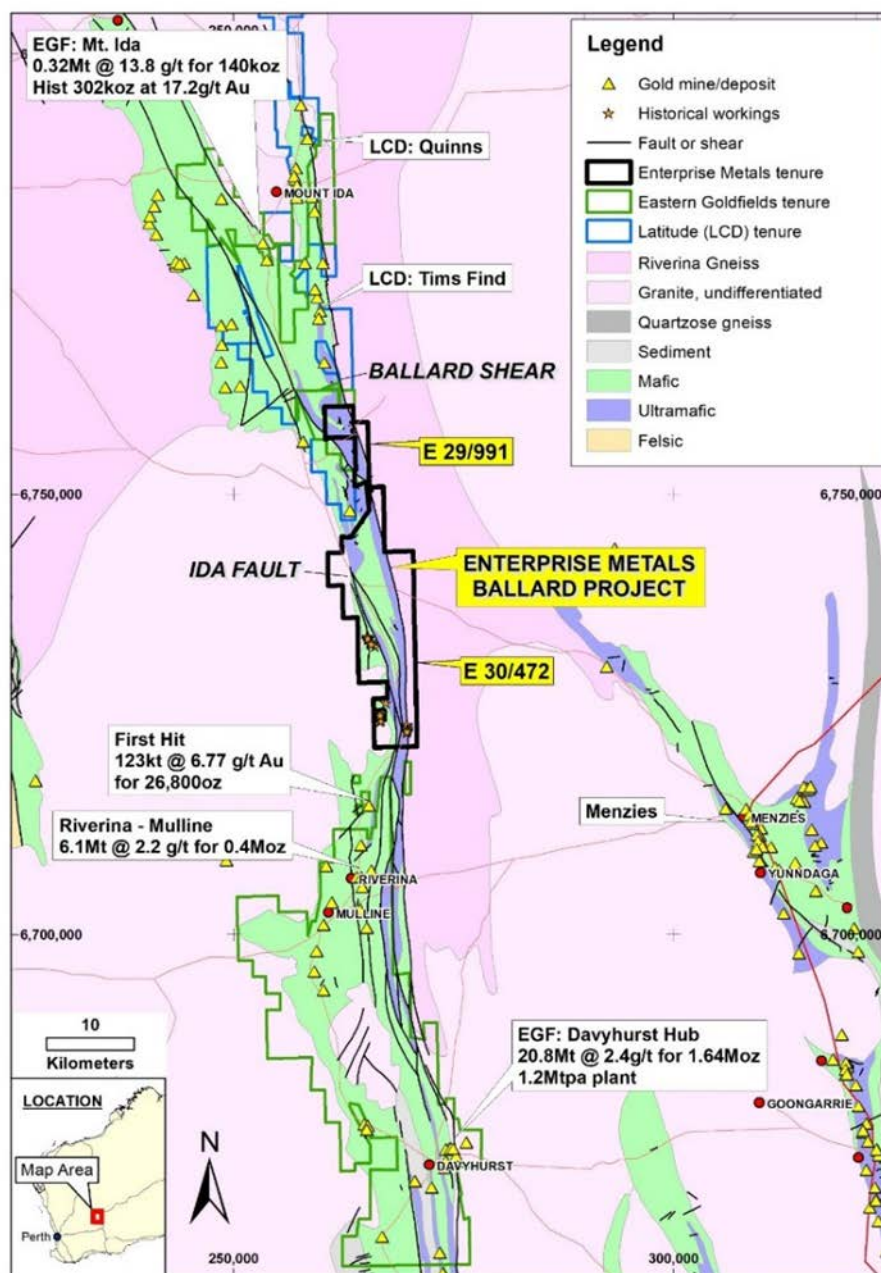 250,000
EGF: Mt. Ida
0.32Mt @ 13.8 g/t for 140koz
Hist 302koz at 17.2g/t Au
Legend
Gold mine/deposit
Historical workings
Fault or shear
Enterprise Metals tenure
Eastern Goldfields tenure
Latitude (LCD) tenure
Riverina Gneiss
Granite, undifferentiated
Quartzose gneiss
Sediment
Mafic
Ultramafic
Felsic
LCD: Quinns
MOUNT IDA
LCD: Tims Find
BALLARD SHEAR
E 29/991
6,750,000
6,750,000
IDA FAULT
ENTERPRISE METALS
BALLARD PROJECT
E 30/472
First Hit
123kt @ 6.77 g/t Au
for 26,800oz
Menzies
MENZIES
Riverina - Mulline
6.1Mt @ 2.2 g/t for 0.4Moz
YUNNDAGA
RIVERINA
MULLINE
6,700,000
6,700,000
10
Kilometers
EGF: Davyhurst Hub
20.8Mt @ 2.4g/t for 1.64Moz
1.2Mtpa plant
LOCATION
Map Area
Perth
N
GOONGARRIE
DAVYHURST
250,000
300,000